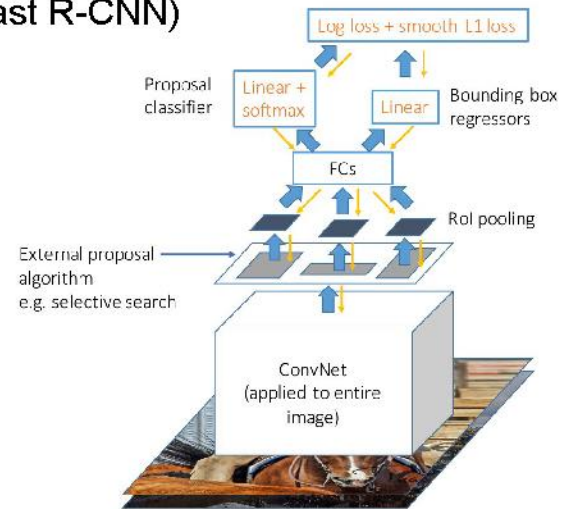 ast R-CNN)
Log loss + smooth L1 loss
Proposal
classifier
Linear +
softmax
Linear
Bounding box
regressors
FCs
RoI pooling
External proposal
algorithm
e.g. selective search
ConvNet
(applied to entire
image)